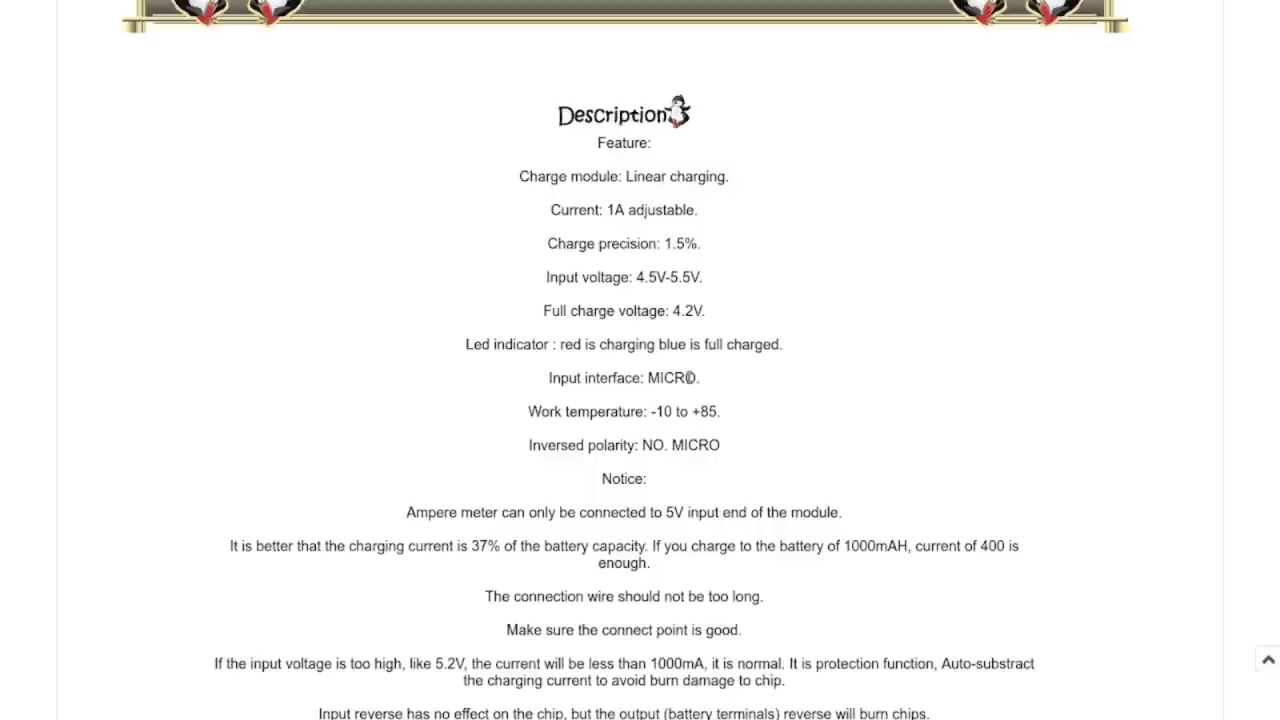 Description
Feature:
Charge module: Linear charging.
Current: 1A adjustable.
Charge precision: 1.5%.
Input voltage: 4.5V-5.5V.
Full charge voltage: 4.2V.
Led indicator : red is charging blue is full charged.
Input interface: MICRO.
Work temperature: -10 to +85.
Inversed polarity: NO. MICRO
Notice:
Ampere meter can only be connected to 5V input end of the module.
It is better that the charging current is 37% of the battery capacity. If you charge to the battery of 1000mAH, current of 400 is
enough.
The connection wire should not be too long.
Make sure the connect point is good.
If the input voltage is too high, like 5.2V, the current will be less than 1000mA, it is normal. It is protection function, Auto-substract
the charging current to avoid burn damage to chip.
Input reverse has no effect on the chip, but the output (battery terminals) reverse will burn chips.